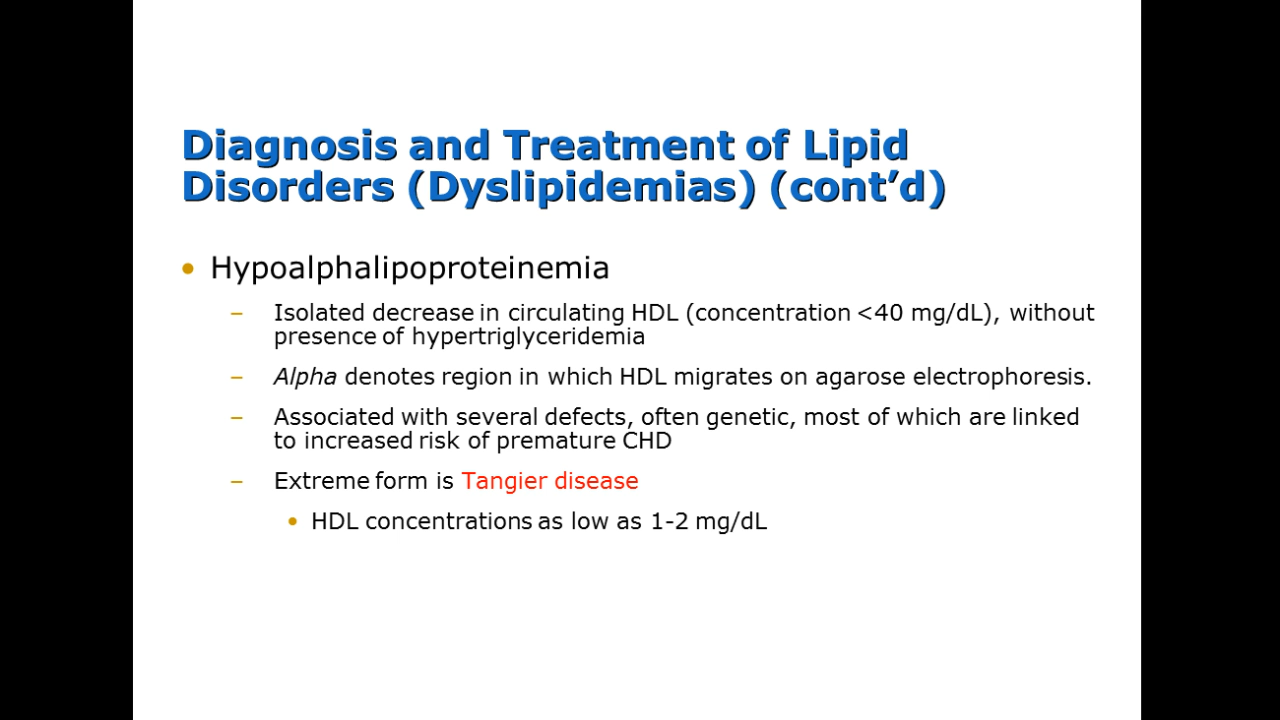 Diagnosis and Treatment of Lipid
Disorders (Dyslipidemias) (cont’d)
• Hypoalphalipoproteinemia
– Isolated decrease in circulating HDL (concentration <40 mg/dL), without
presence of hypertriglyceridemia
– Alpha denotes region in which HDL migrates on agarose electrophoresis.
– Associated with several defects, often genetic, most of which are linked
to increased risk of premature CHD
– Extreme form is Tangier disease
• HDL concentrations as low as 1-2 mg/dL